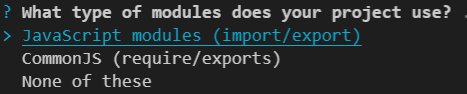 ? What type of modules does your project use?
> JavaScript modules (import/export)
CommonJS (require/exports)
None of these